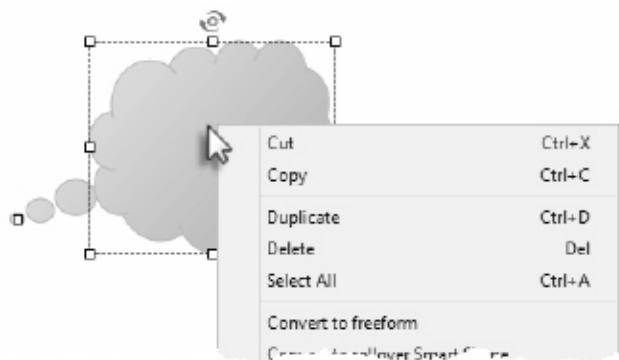 Cut Ctrl+X
Copy Ctrl+C
Duplicate Ctrl+D
Delete Del
Select All Ctrl+A
Convert to freeform